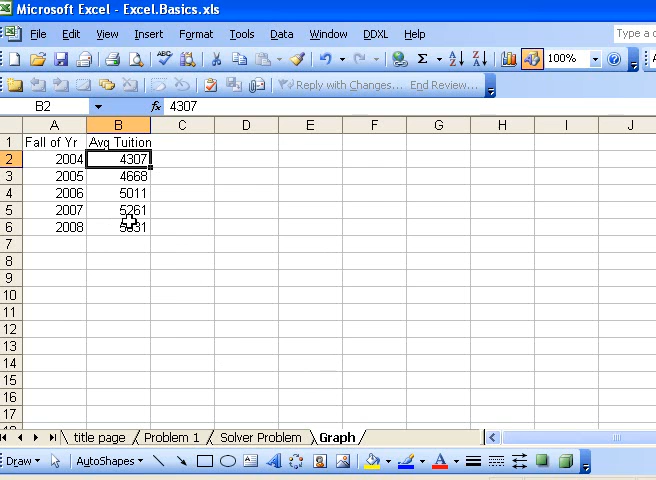 Microsoft Excel - Excel.Basics.xls
File Edit View Insert Format Tools Data Window DDXL Help
Type a
100%
Reply with Changes... End Review...
B2 fx 4307
A B C D E F G H I J
1 Fall of Yr Avg Tuition
2 2004 4307
3 2005 4668
4 2006 5011
5 2007 5261
6 2008
7
8
9
10
11
12
13
14
15
16
17
title page Problem 1 Solver Problem Graph
Draw AutoShapes